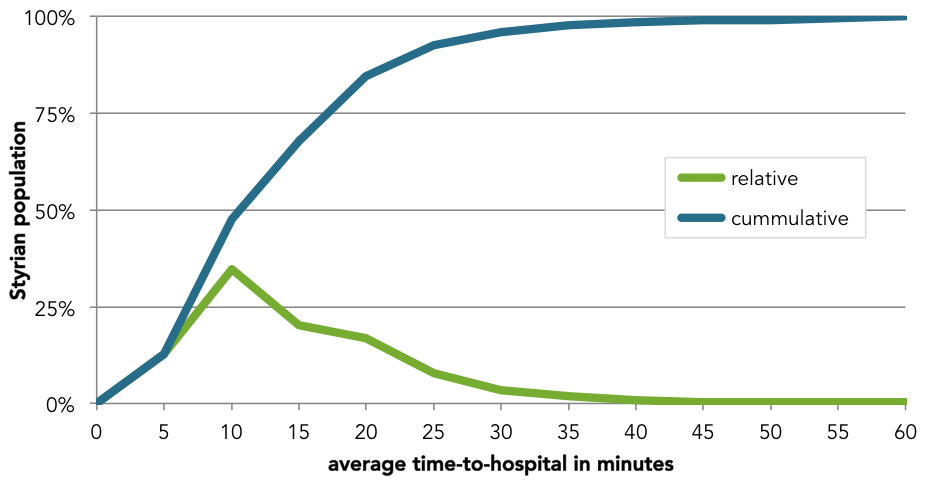 100%
75%
50%
25%
0%
Styrian population
relative
cummulative
0 5 10 15 20 25 30 35 40 45 50 55 60
average time-to-hospital in minutes